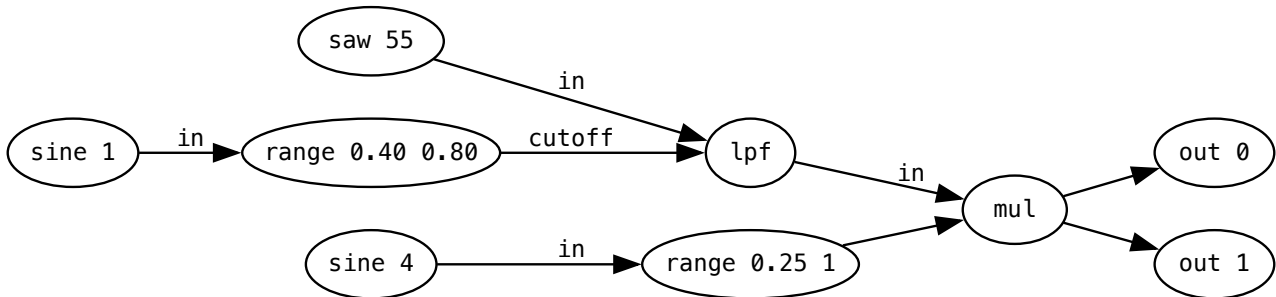 saw 55
in
sine 1
in
range 0.40 0.80
cutoff
lpf
in
mul
out 0
sine 4
in
range 0.25 1
out 1